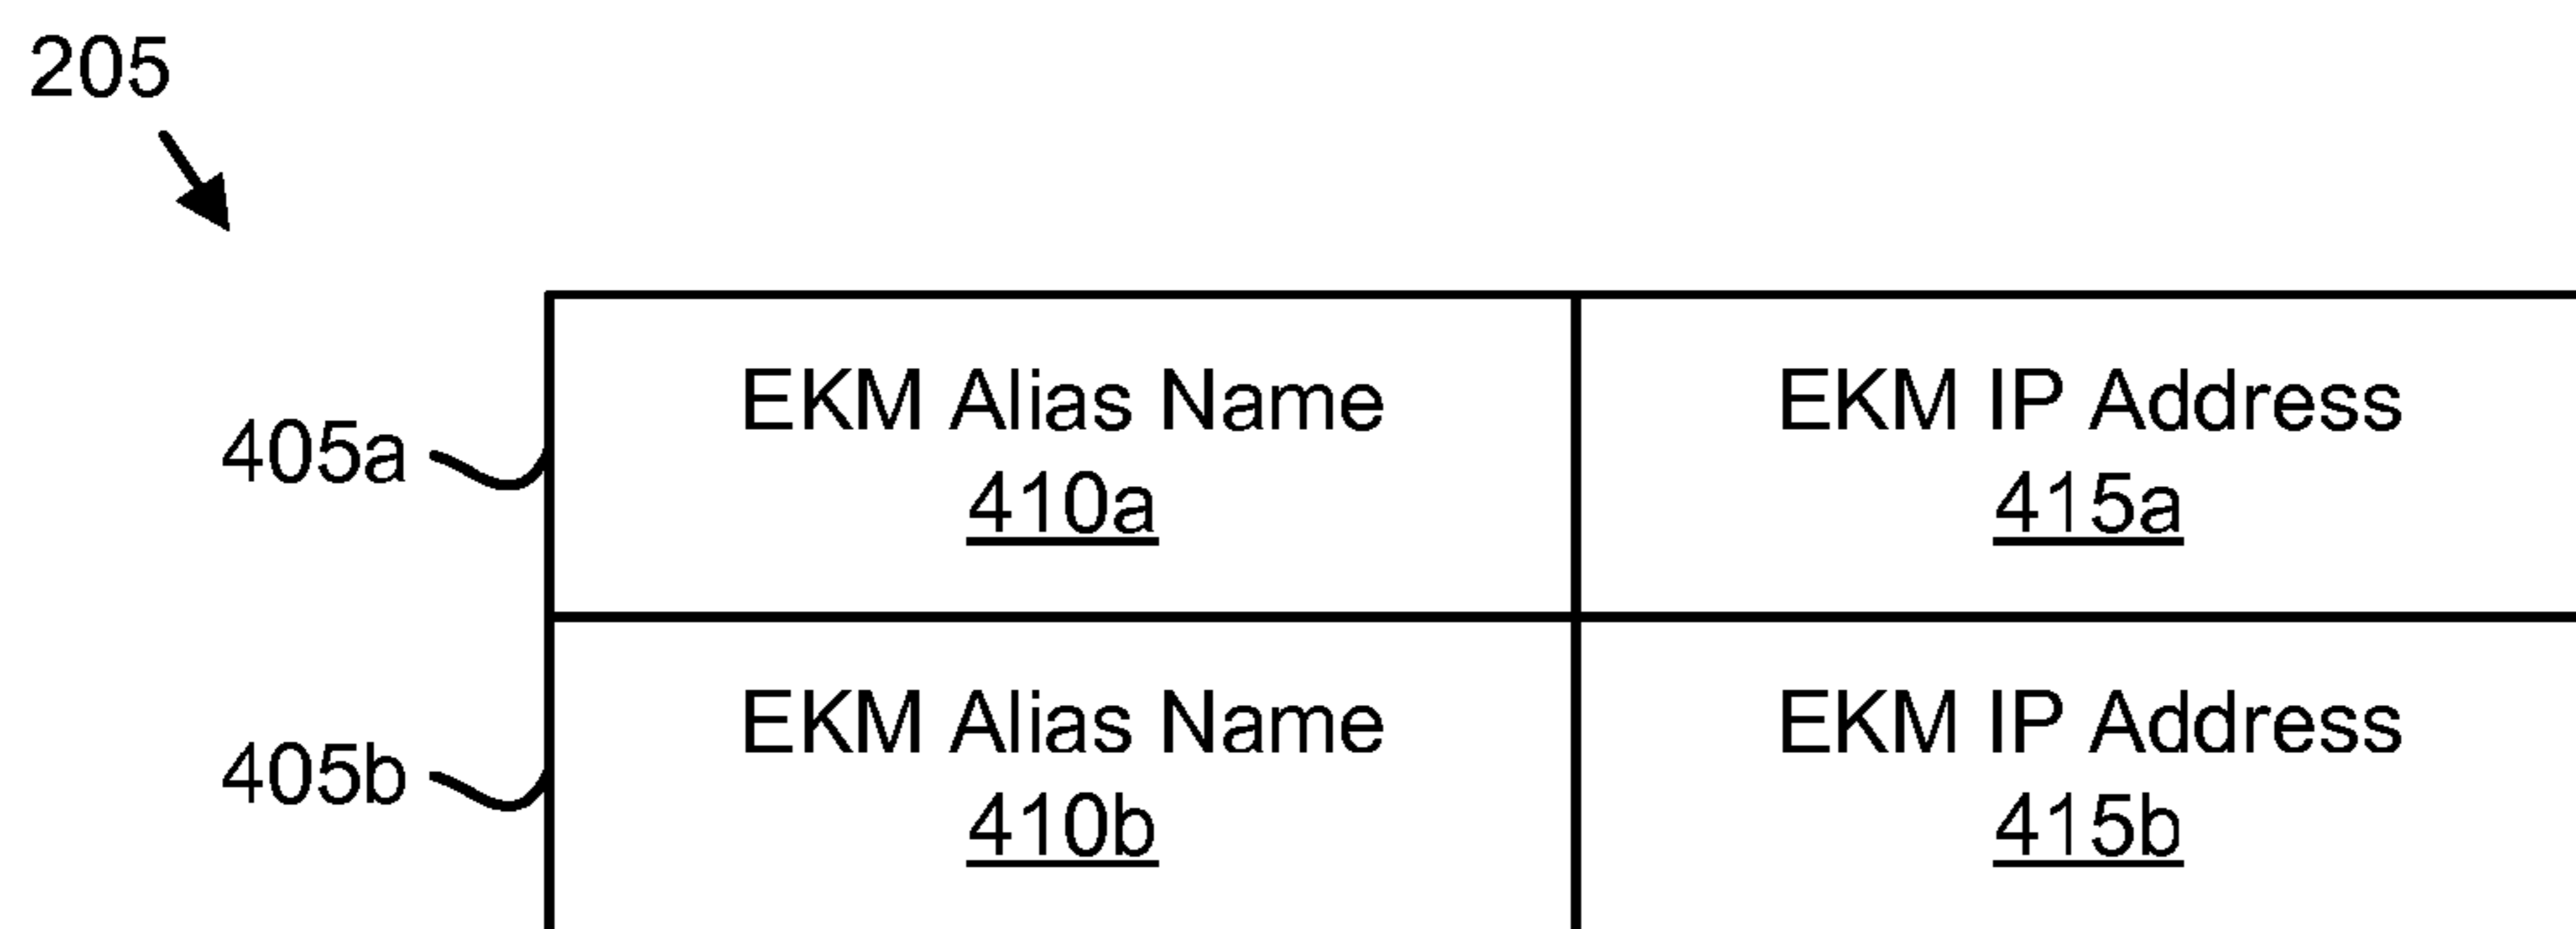 205
405a
EKM Alias Name
410a
EKM IP Address
415a
405b
EKM Alias Name
410b
EKM IP Address
415b